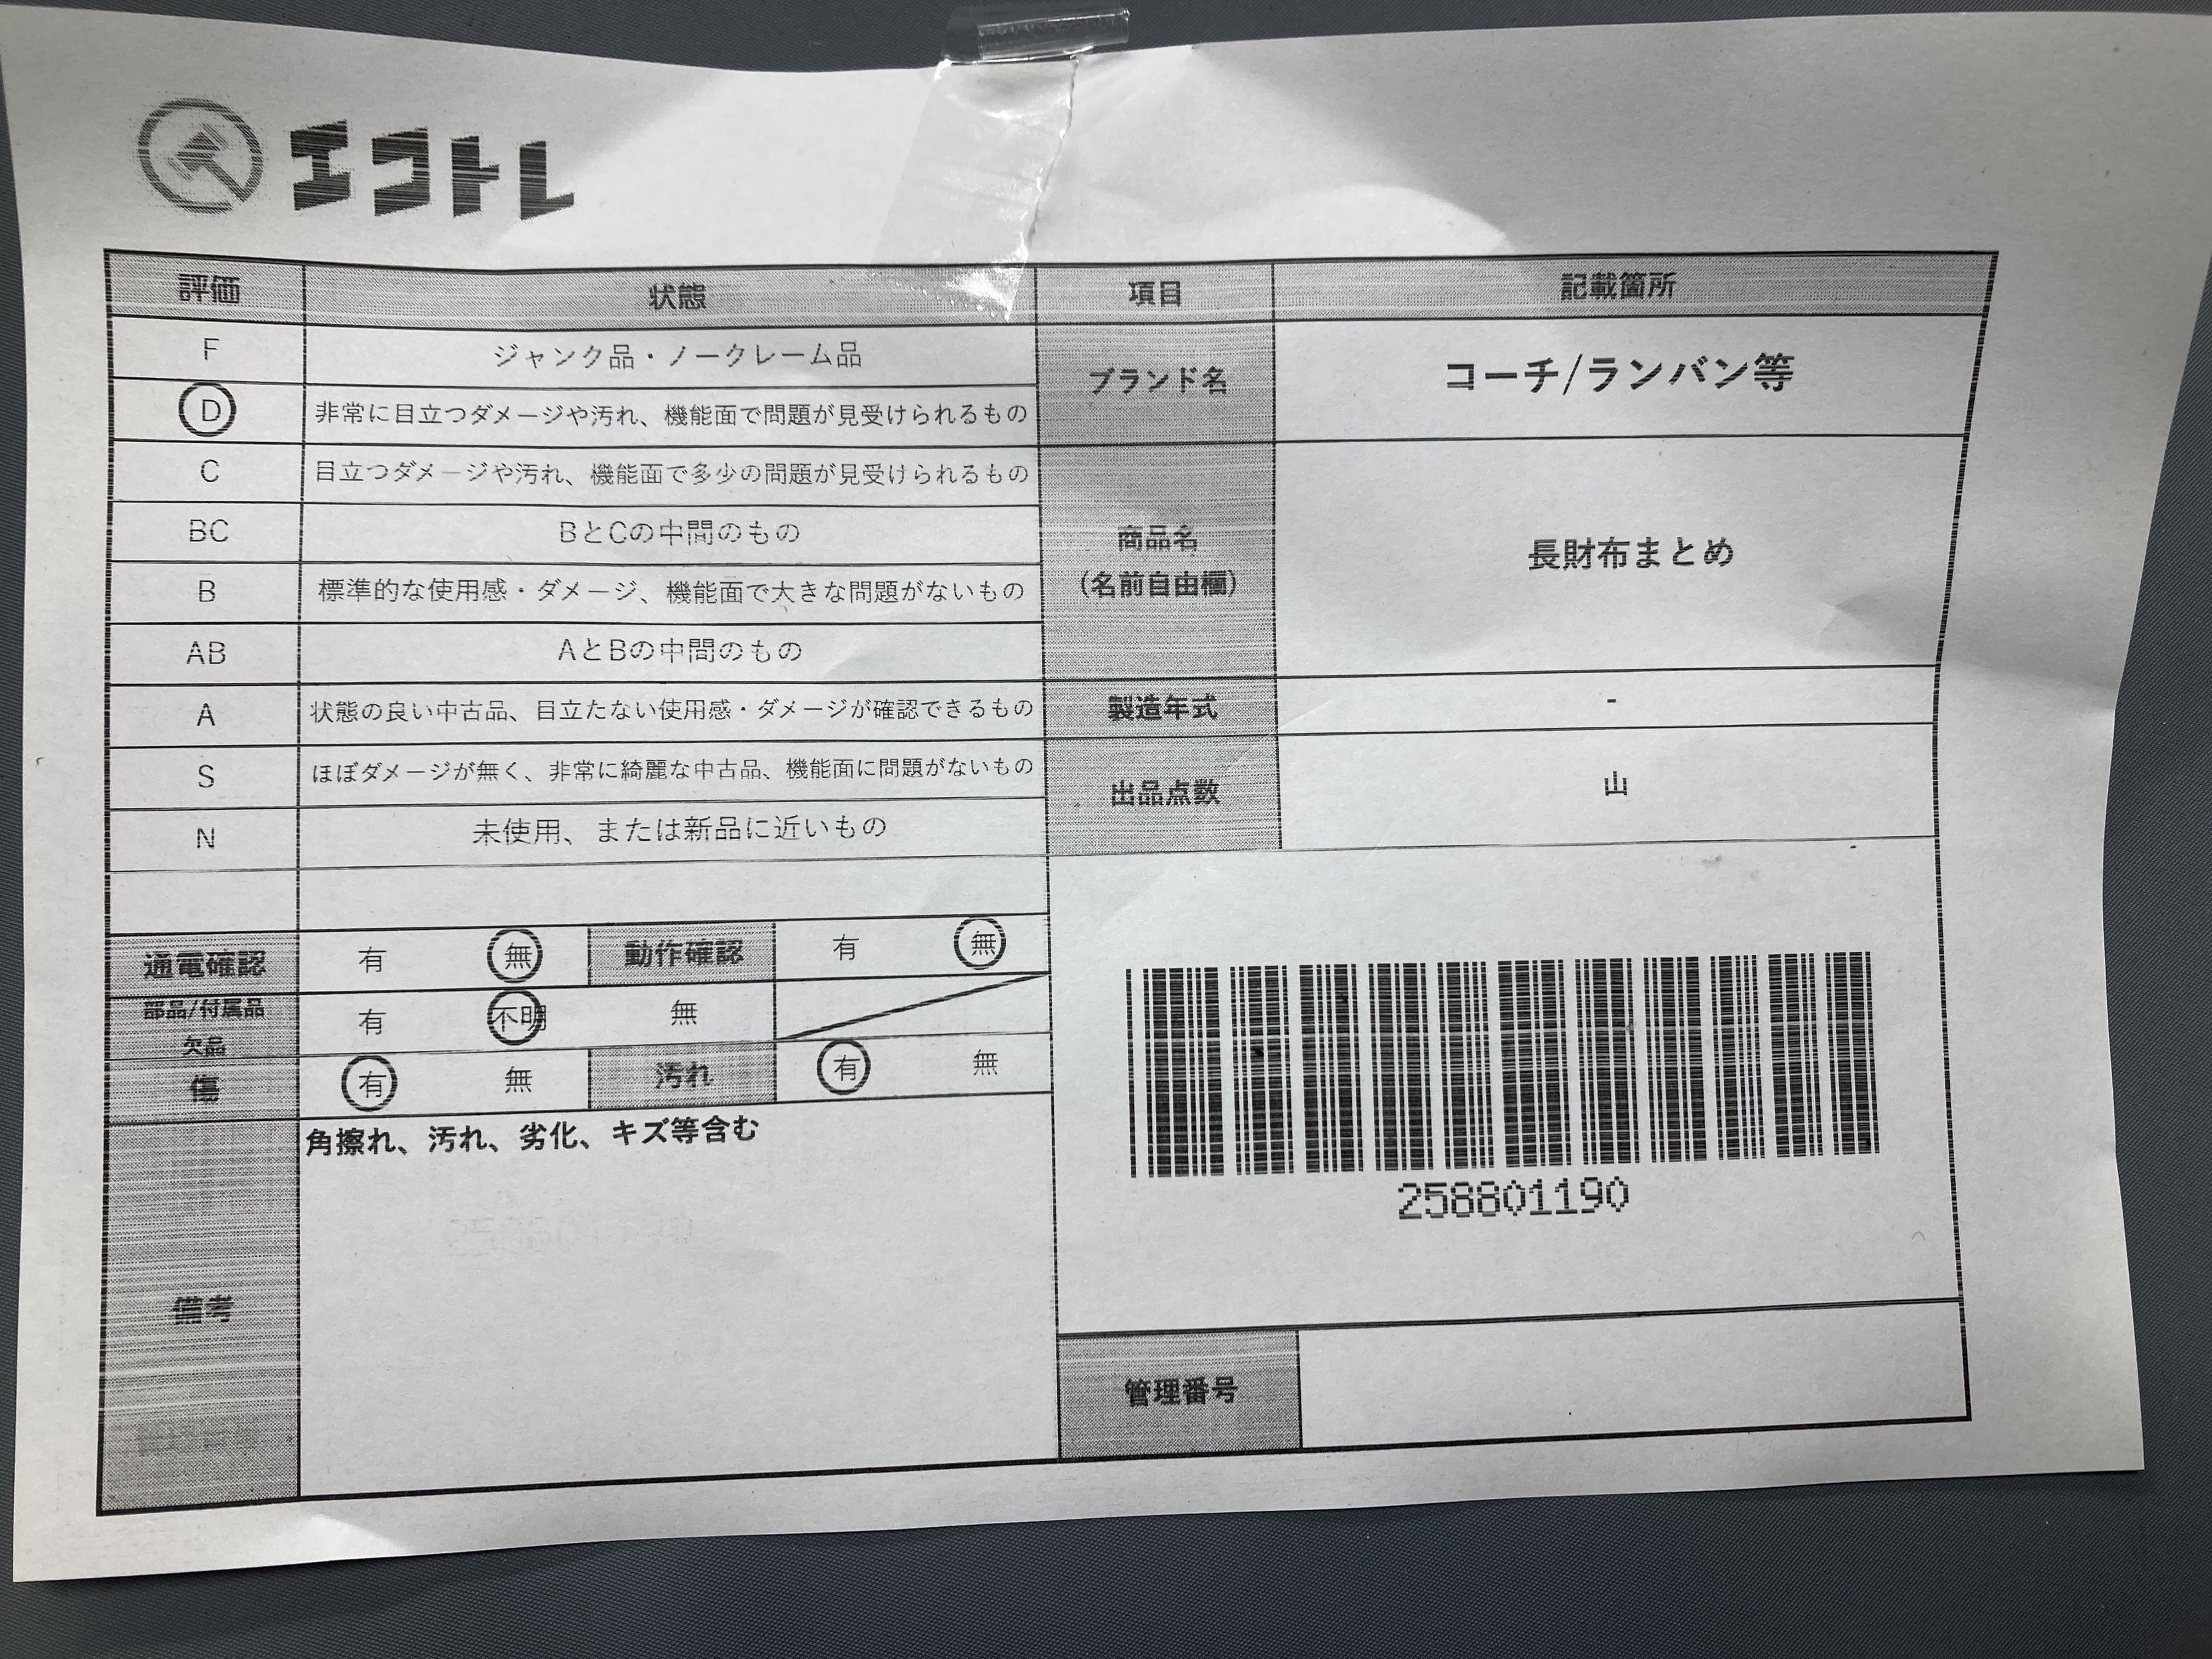 エコトレ
評価 状態 項目 記載箇所
F ジャンク品・ノークレーム品
D 非常に目立つダメージや汚れ、機能面で問題が見受けられるもの
ブランド名 コーチ/ランバン等
C 目立つダメージや汚れ、機能面で多少の問題が見受けられるもの
BC BとCの中間のもの
商品名
(名前自由欄)
長財布まとめ
B 標準的な使用感・ダメージ、機能面で大きな問題がないもの
AB AとBの中間のもの
A 状態の良い中古品、目立たない使用感・ダメージが確認できるもの
製造年式 -
S ほぼダメージが無く、非常に綺麗な中古品、機能面に問題がないもの
出品点数 山
N 未使用、または新品に近いもの
通電確認 有 無 動作確認 有 無
部品/付属品
欠品
有 不明 無
傷 有 無 汚れ 有 無
備考
角擦れ、汚れ、劣化、キズ等含む
258801190
管理番号